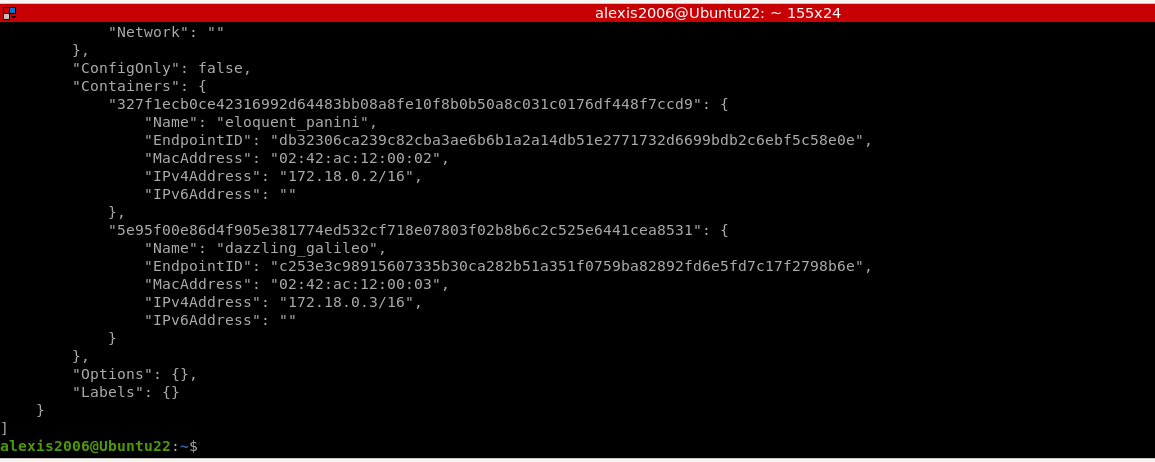 alexis2006@Ubuntu22: ~ 155x24
            "Network": ""
        },
        "ConfigOnly": false,
        "Containers": {
            "327f1ecb0ce42316992d64483bb08a8fe10f8b0b50a8c031c0176df448f7ccd9": {
                "Name": "eloquent_panini",
                "EndpointID": "db32306ca239c82cba3ae6b6b1a2a14db51e2771732d6699bdb2c6ebf5c58e0e",
                "MacAddress": "02:42:ac:12:00:02",
                "IPv4Address": "172.18.0.2/16",
                "IPv6Address": ""
            },
            "5e95f00e86d4f905e381774ed532cf718e07803f02b8b6c2c525e6441cea8531": {
                "Name": "dazzling_galileo",
                "EndpointID": "c253e3c98915607335b30ca282b51a351f0759ba82892fd6e5fd7c17f2798b6e",
                "MacAddress": "02:42:ac:12:00:03",
                "IPv4Address": "172.18.0.3/16",
                "IPv6Address": ""
            }
        },
        "Options": {},
        "Labels": {}
    }
]
alexis2006@Ubuntu22:~$